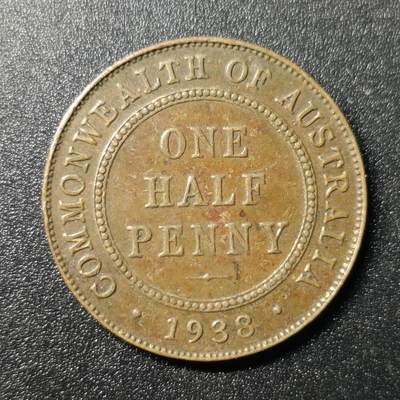 COMMONWEALTH OF AUSTRALIA
ONE
HALF
PENNY
· 1938 ·